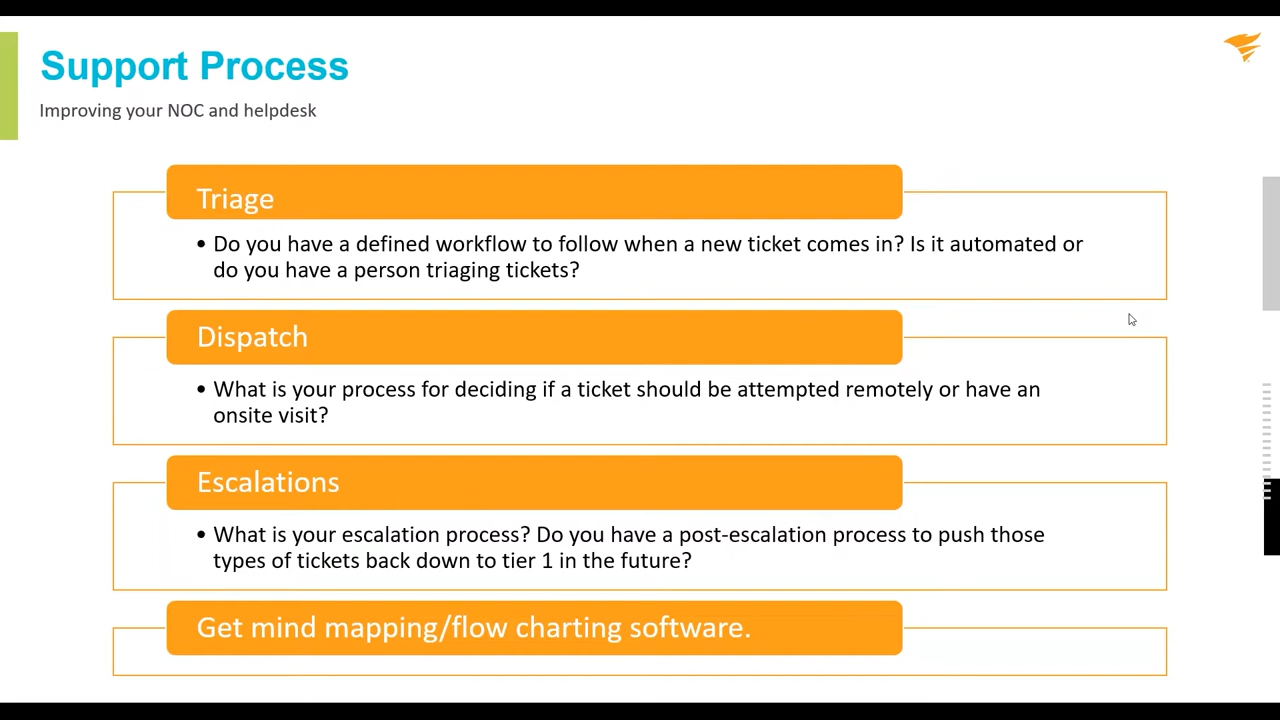 Support Process
Improving your NOC and helpdesk
Triage
• Do you have a defined workflow to follow when a new ticket comes in? Is it automated or
do you have a person triaging tickets?
Dispatch
• What is your process for deciding if a ticket should be attempted remotely or have an
onsite visit?
Escalations
• What is your escalation process? Do you have a post-escalation process to push those
types of tickets back down to tier 1 in the future?
Get mind mapping/flow charting software.